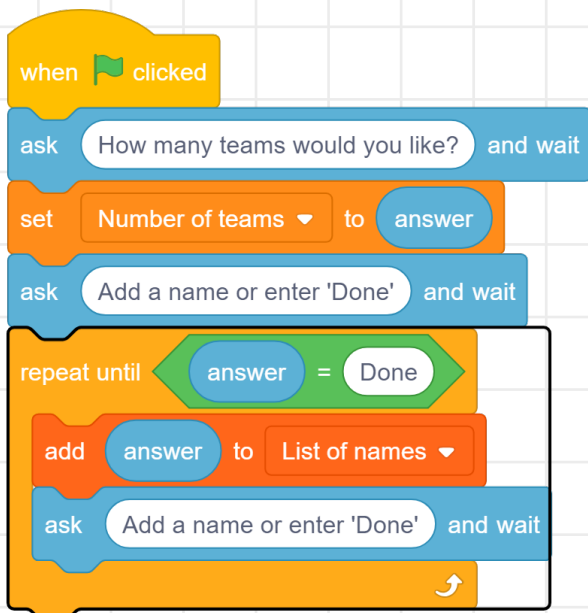 when clicked
ask How many teams would you like? and wait
set Number of teams to answer
ask Add a name or enter 'Done' and wait
repeat until answer = Done
add answer to List of names
ask Add a name or enter 'Done' and wait